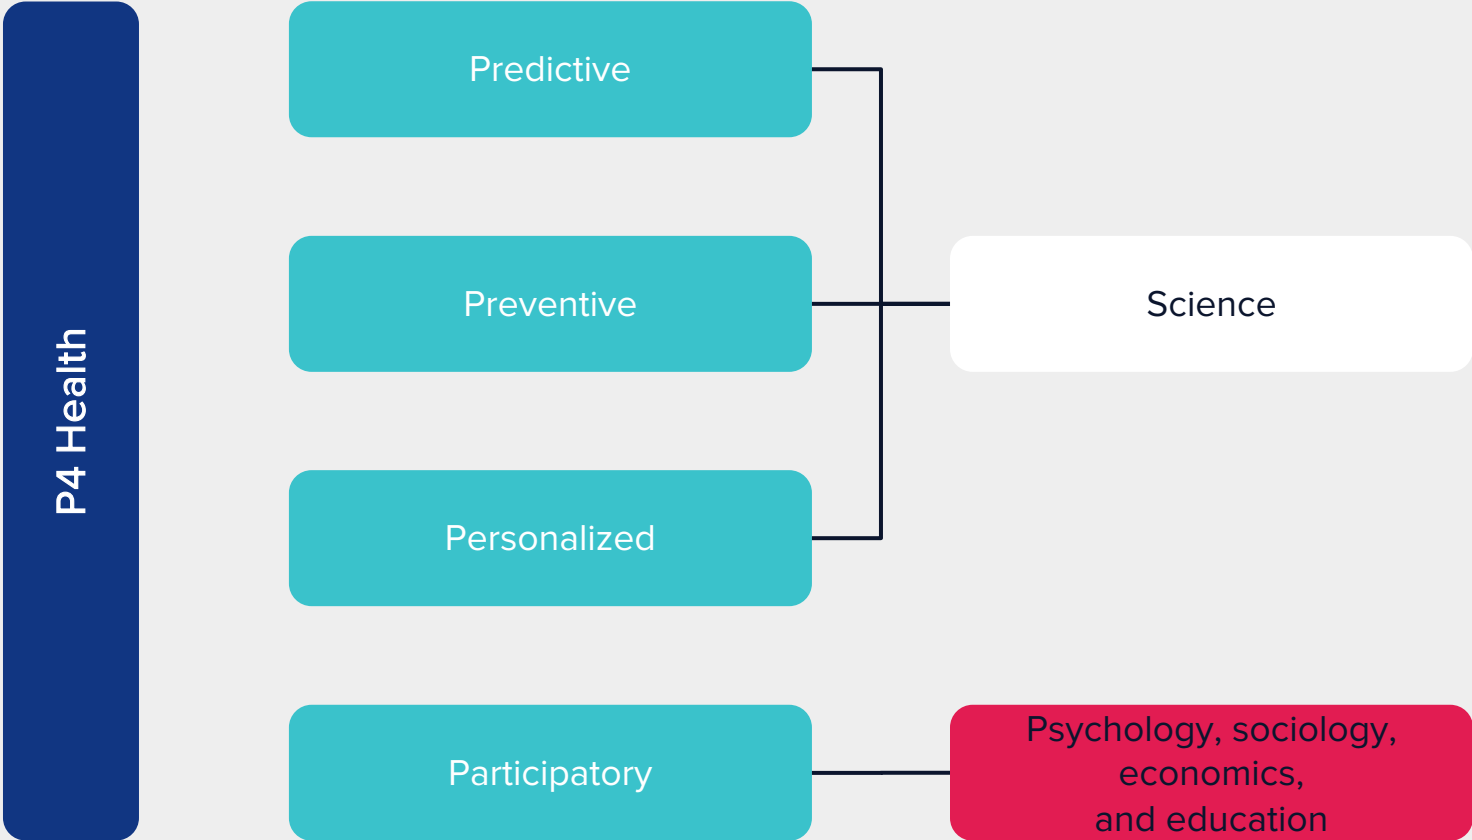 P4 Health
Predictive
Preventive
Science
Personalized
Participatory
Psychology, sociology,
economics,
and education